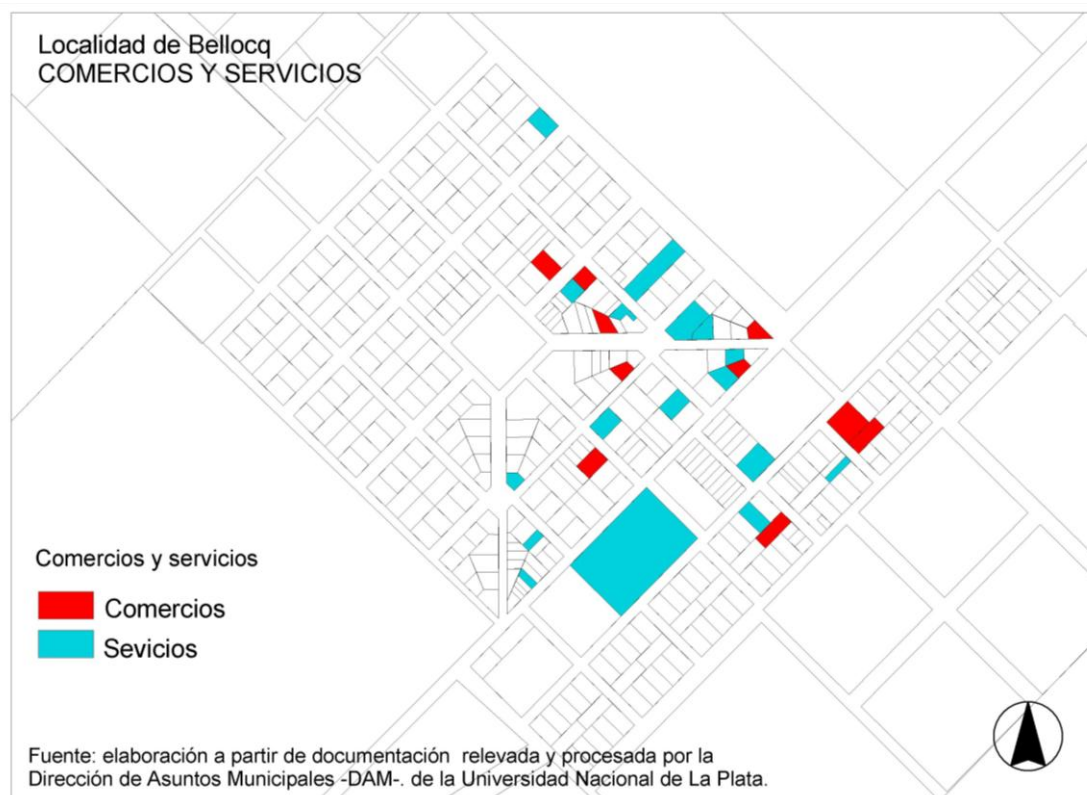 Localidad de Bellocq
COMERCIOS Y SERVICIOS
Comercios y servicios
Comercios
Sevicios
Fuente: elaboración a partir de documentación relevada y procesada por la
Dirección de Asuntos Municipales -DAM-. de la Universidad Nacional de La Plata.